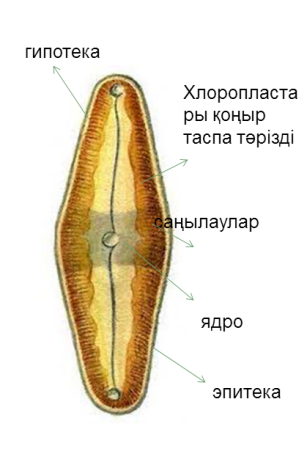 гипотека
Хлоропласта
ры қоңыр
таспа тәрізді
саңылаулар
ядро
эпитека